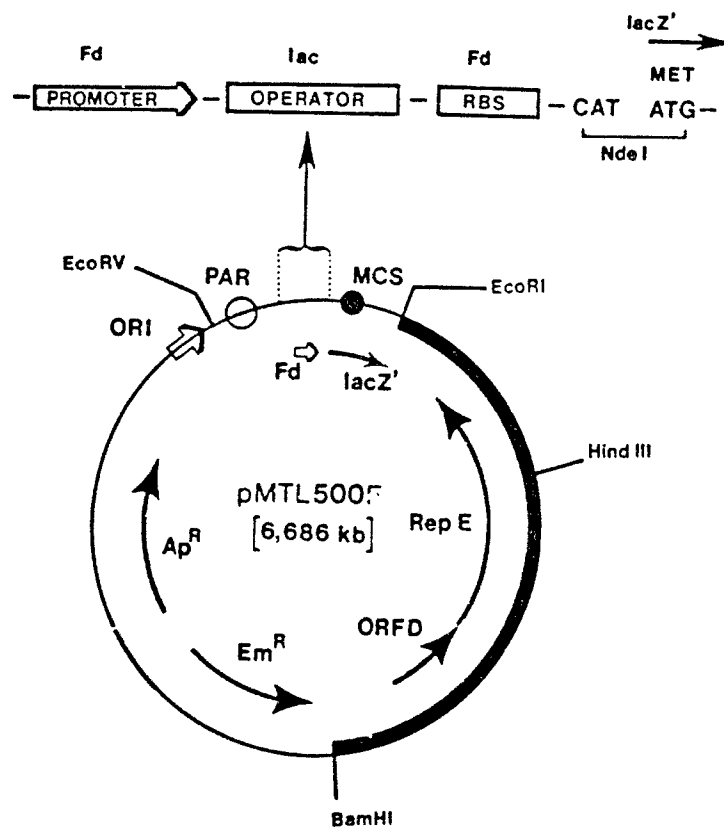 lacZ'
Fd lac Fd MET
PROMOTER OPERATOR RBS CAT ATG
NdeI
EcoRV PAR MCS EcoRI
ORI
Fd lacZ'
Hind III
[6,686 kb] Rep E
Ap^R
ORFD
Em^R
BamHI